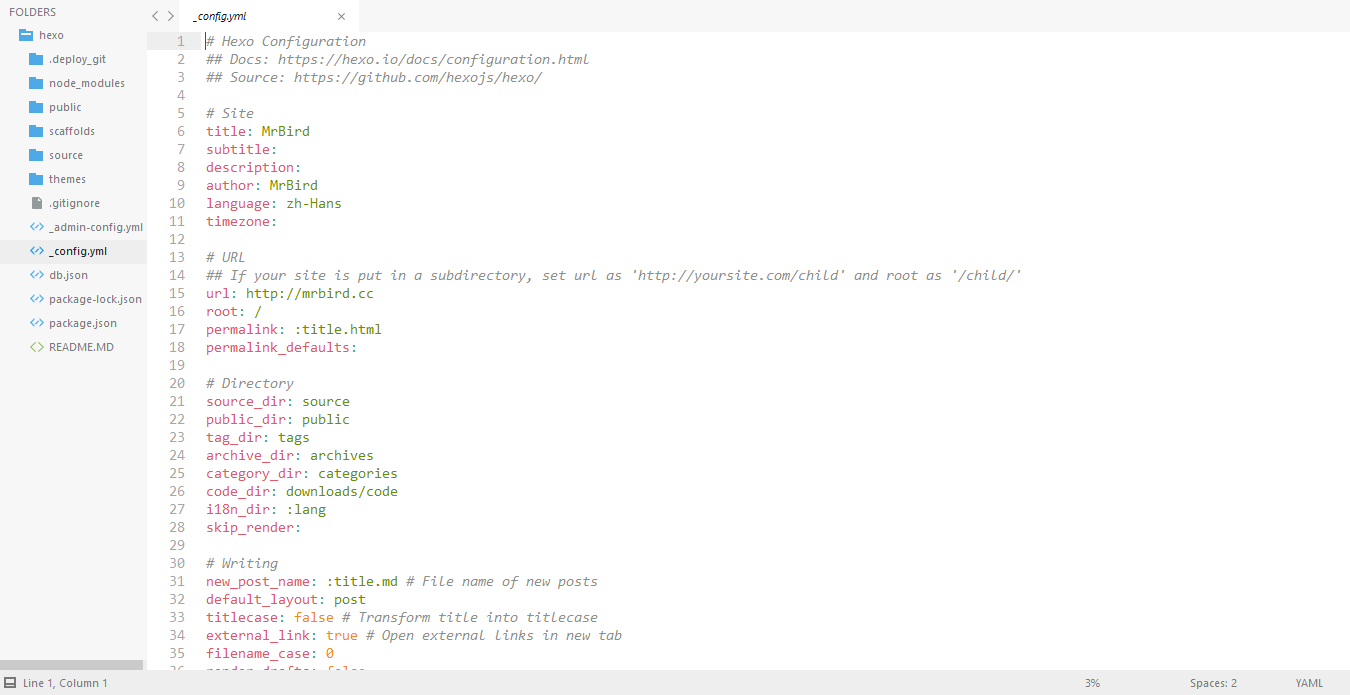 FOLDERS
hexo
.deploy_git
node_modules
public
scaffolds
source
themes
.gitignore
_admin-config.yml
_config.yml
db.json
package-lock.json
package.json
README.MD
_config.yml
1 # Hexo Configuration
2 ## Docs: https://hexo.io/docs/configuration.html
3 ## Source: https://github.com/hexojs/hexo/
4
5 # Site
6 title: MrBird
7 subtitle:
8 description:
9 author: MrBird
10 language: zh-Hans
11 timezone:
12
13 # URL
14 ## If your site is put in a subdirectory, set url as 'http://yoursite.com/child' and root as '/child/'
15 url: http://mrbird.cc
16 root: /
17 permalink: :title.html
18 permalink_defaults:
19
20 # Directory
21 source_dir: source
22 public_dir: public
23 tag_dir: tags
24 archive_dir: archives
25 category_dir: categories
26 code_dir: downloads/code
27 i18n_dir: :lang
28 skip_render:
29
30 # Writing
31 new_post_name: :title.md # File name of new posts
32 default_layout: post
33 titlecase: false # Transform title into titlecase
34 external_link: true # Open external links in new tab
35 filename_case: 0
36 render_drafts: false
Line 1, Column 1
3%
Spaces: 2
YAML